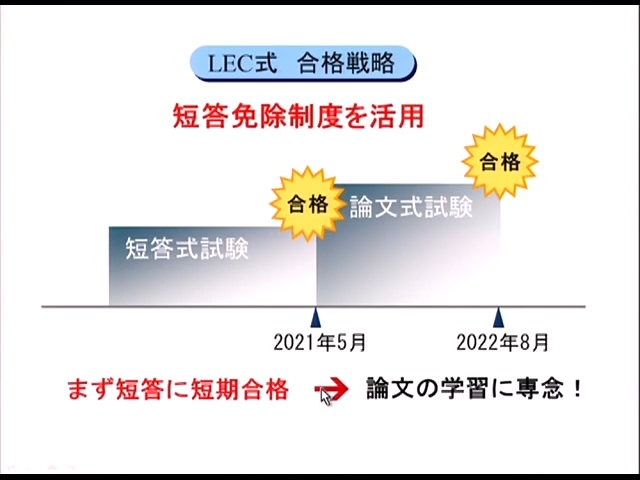 LEC式 合格戦略
短答免除制度を活用
合格
合格
論文式試験
短答式試験
2021年5月
2022年8月
まず短答に短期合格 → 論文の学習に専念！